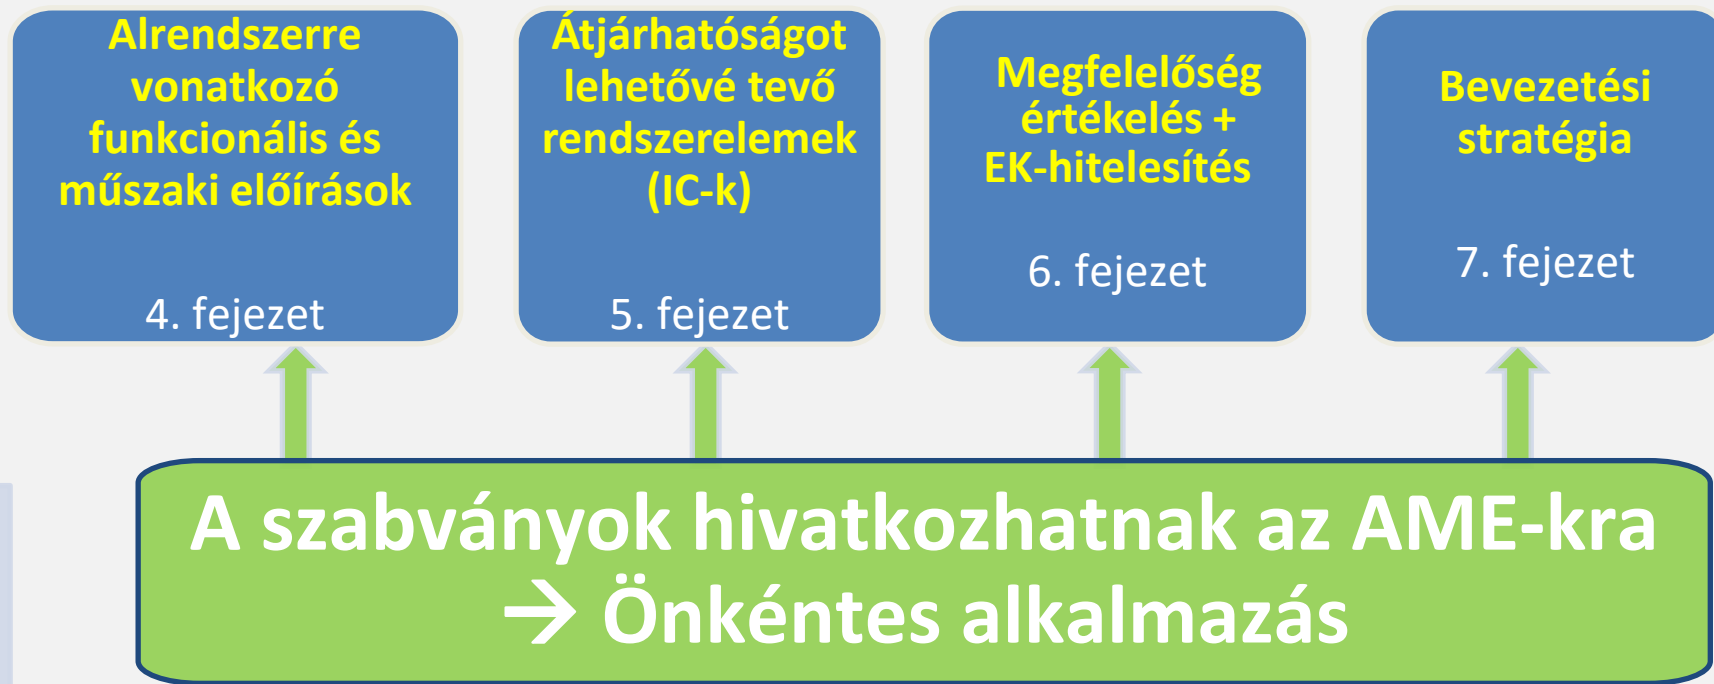 Alrendszerre
vonatkozó
funkcionális és
műszaki előírások
4. fejezet
Átjárhatóságot
lehetővé tevő
rendszerelemek
(IC-k)
5. fejezet
Megfelelőség
értékelés +
EK-hitelesítés
6. fejezet
Bevezetési
stratégia
7. fejezet
A szabványok hivatkozhatnak az AME-kra
→ Önkéntes alkalmazás